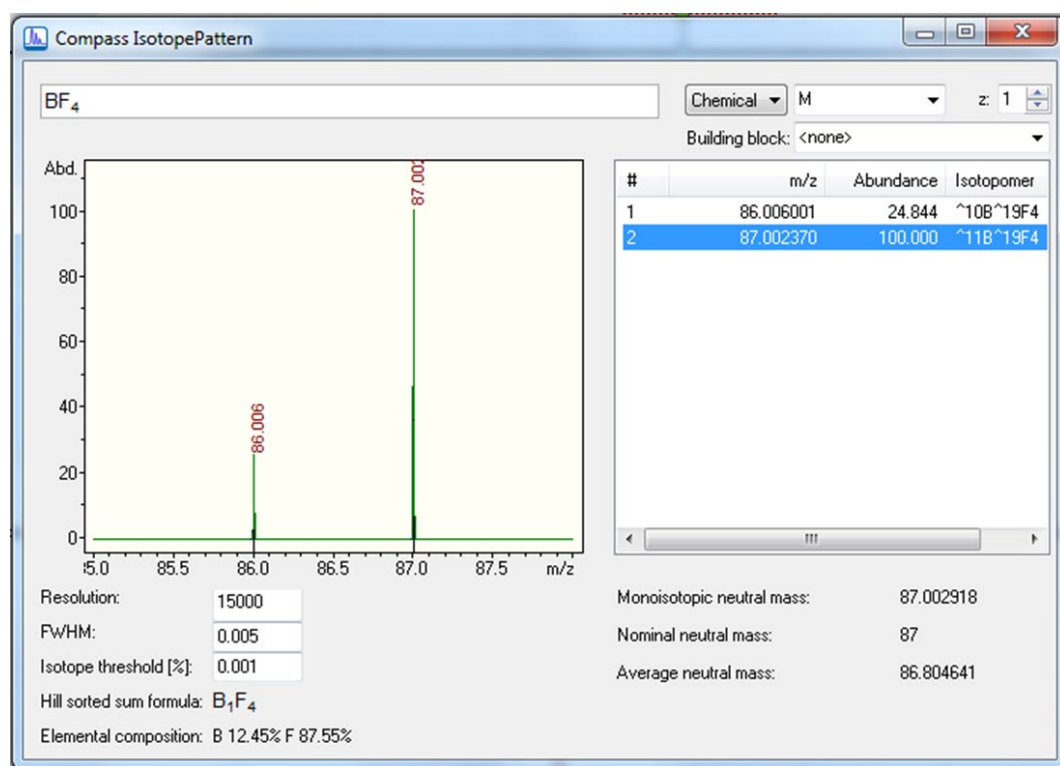 Compass IsotopePattern
BF₄
Chemical M z: 1
Building block: <none>
Abd.
100
80
60
40
20
0
86.006
87.002
5.0 85.5 86.0 86.5 87.0 87.5 m/z
# m/z Abundance Isotopomer
1 86.006001 24.844 ^10B^19F4
2 87.002370 100.000 ^11B^19F4
Resolution: 15000
FWHM: 0.005
Isotope threshold [%]: 0.001
Hill sorted sum formula: B₁F₄
Elemental composition: B 12.45% F 87.55%
Monoisotopic neutral mass: 87.002918
Nominal neutral mass: 87
Average neutral mass: 86.804641